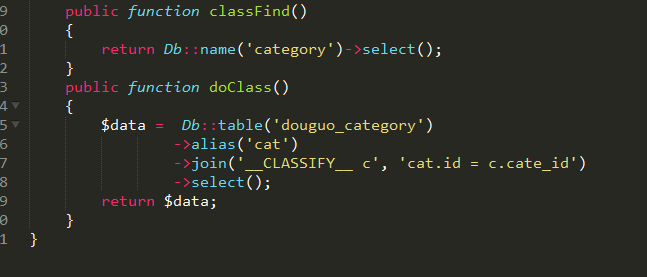 9 public function classFind()
0 {
1 return Db::name('category')->select();
2 }
3 public function doClass()
4 {
5 $data =  Db::table('douguo_category')
6 ->alias('cat')
7 ->join('__CLASSIFY__ c', 'cat.id = c.cate_id')
8 ->select();
9 return $data;
0 }
1 }